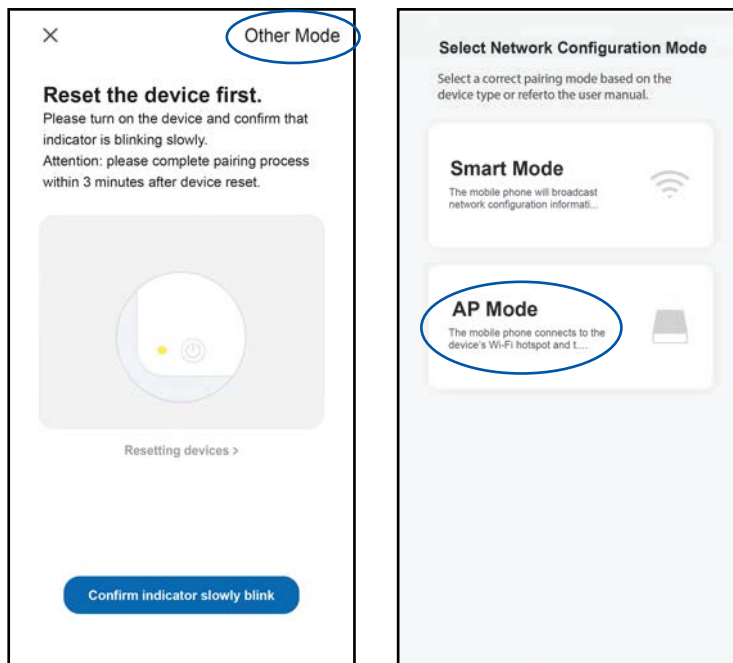 Other Mode
Reset the device first.
Please turn on the device and confirm that
indicator is blinking slowly.
Attention: please complete pairing process
within 3 minutes after device reset.
Resetting devices >
Confirm indicator slowly blink
Select Network Configuration Mode
Select a correct pairing mode based on the
device type or referto the user manual.
Smart Mode
The mobile phone will broadcast
network configuration informati...
AP Mode
The mobile phone connects to the
device's Wi-Fi hotspot and t....